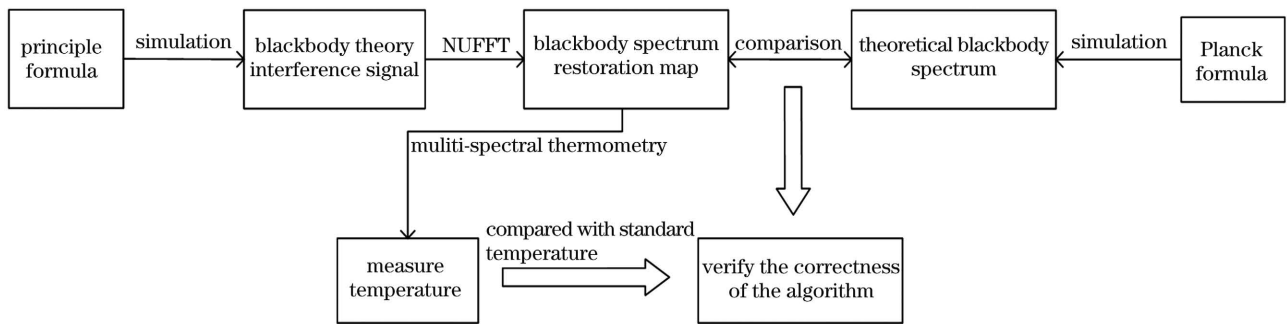 principle
formula
simulation
blackbody theory
interference signal
NUFFT
blackbody spectrum
restoration map
comparison
theoretical blackbody
spectrum
simulation
Planck
formula
muliti-spectral thermometry
measure
temperature
compared with standard
temperature
verify the correctness
of the algorithm